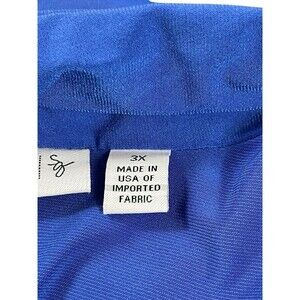 3X
MADE IN
USA OF
IMPORTED
FABRIC